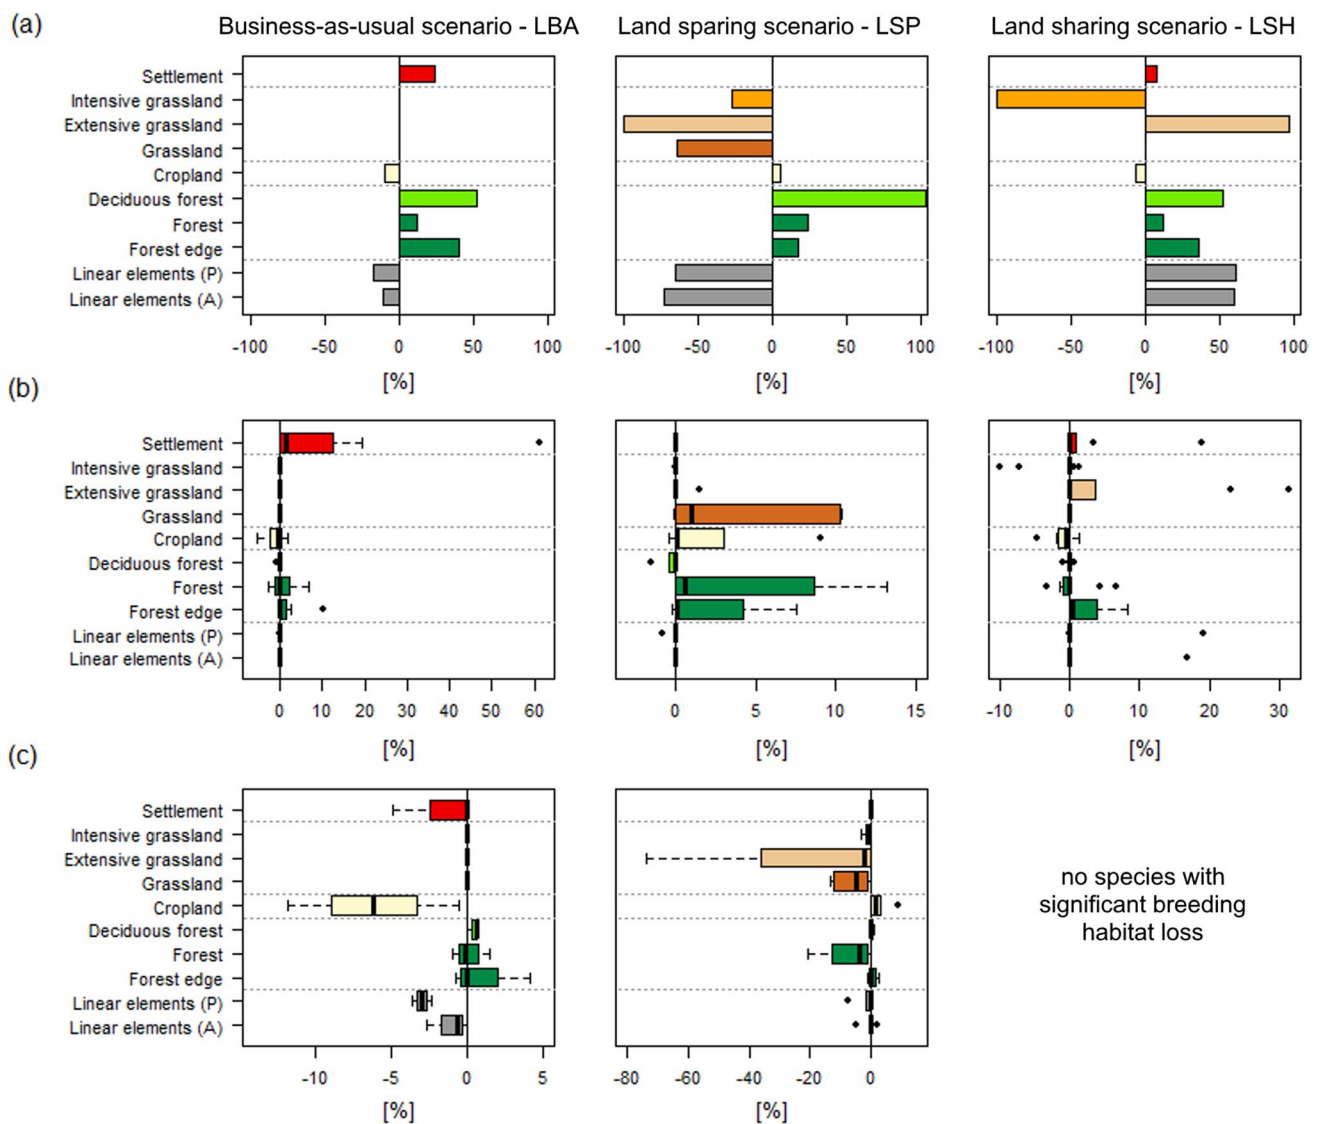 (a)
Business-as-usual scenario - LBA
Land sparing scenario - LSP
Land sharing scenario - LSH
Settlement
Intensive grassland
Extensive grassland
Grassland
Cropland
Deciduous forest
Forest
Forest edge
Linear elements (P)
Linear elements (A)
-100 -50 0 50 100
-100 -50 0 50 100
-100 -50 0 50 100
[%]
[%]
[%]
(b)
Settlement
Intensive grassland
Extensive grassland
Grassland
Cropland
Deciduous forest
Forest
Forest edge
Linear elements (P)
Linear elements (A)
0 10 20 30 40 50 60
0 5 10 15
-10 0 10 20 30
[%]
[%]
[%]
(c)
Settlement
Intensive grassland
Extensive grassland
Grassland
Cropland
Deciduous forest
Forest
Forest edge
Linear elements (P)
Linear elements (A)
no species with
significant breeding
habitat loss
-10 -5 0 5
-80 -60 -40 -20 0
[%]
[%]